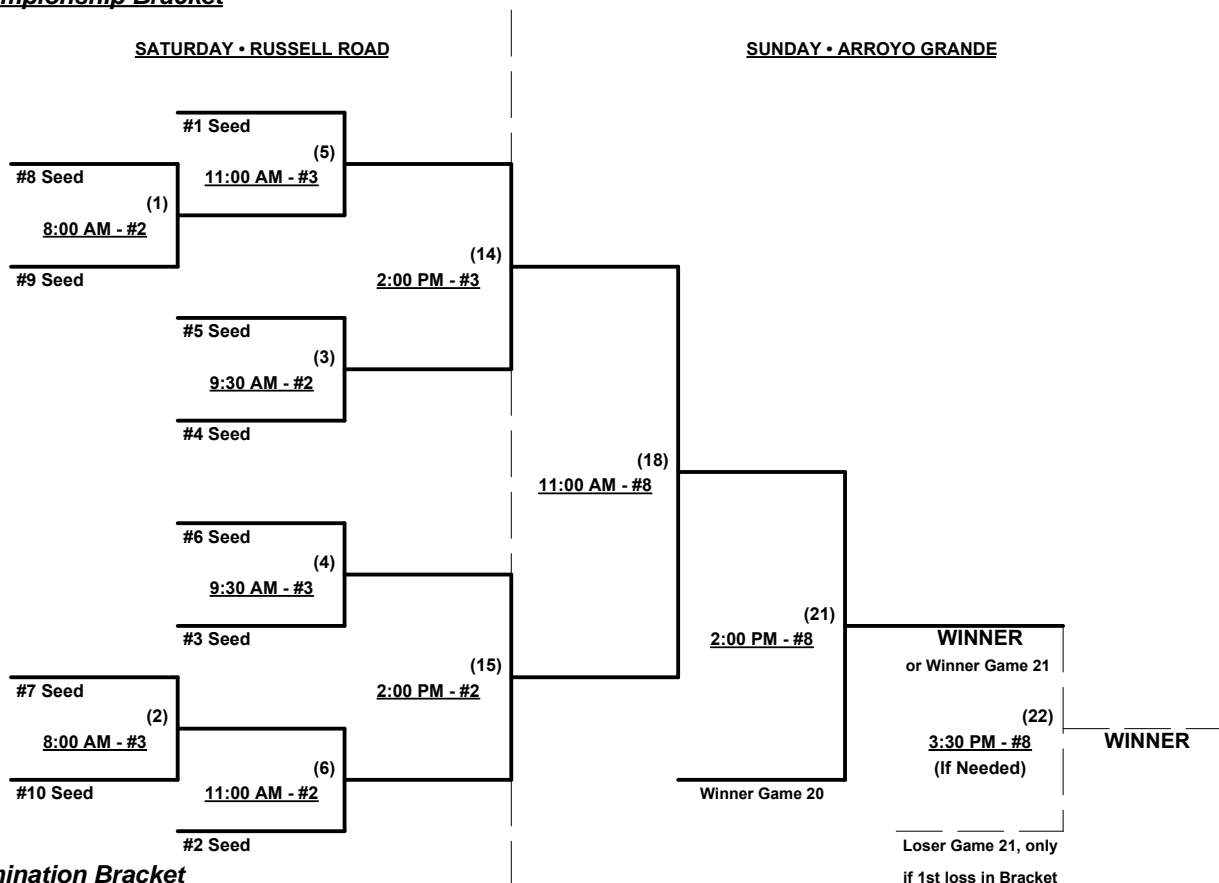 SATURDAY • RUSSELL ROAD
SUNDAY • ARROYO GRANDE
#1 Seed
(5)
#8 Seed
11:00 AM - #3
(1)
8:00 AM - #2
(14)
#9 Seed
2:00 PM - #3
#5 Seed
(3)
9:30 AM - #2
#4 Seed
(18)
11:00 AM - #8
#6 Seed
(4)
9:30 AM - #3
(21)
#3 Seed
2:00 PM - #8
WINNER
(15)
or Winner Game 21
#7 Seed
2:00 PM - #2
(2)
(22)
8:00 AM - #3
3:30 PM - #8
WINNER
(6)
(If Needed)
#10 Seed
11:00 AM - #2
Winner Game 20
#2 Seed
Loser Game 21, only
Bracket
if 1st loss in Bracket